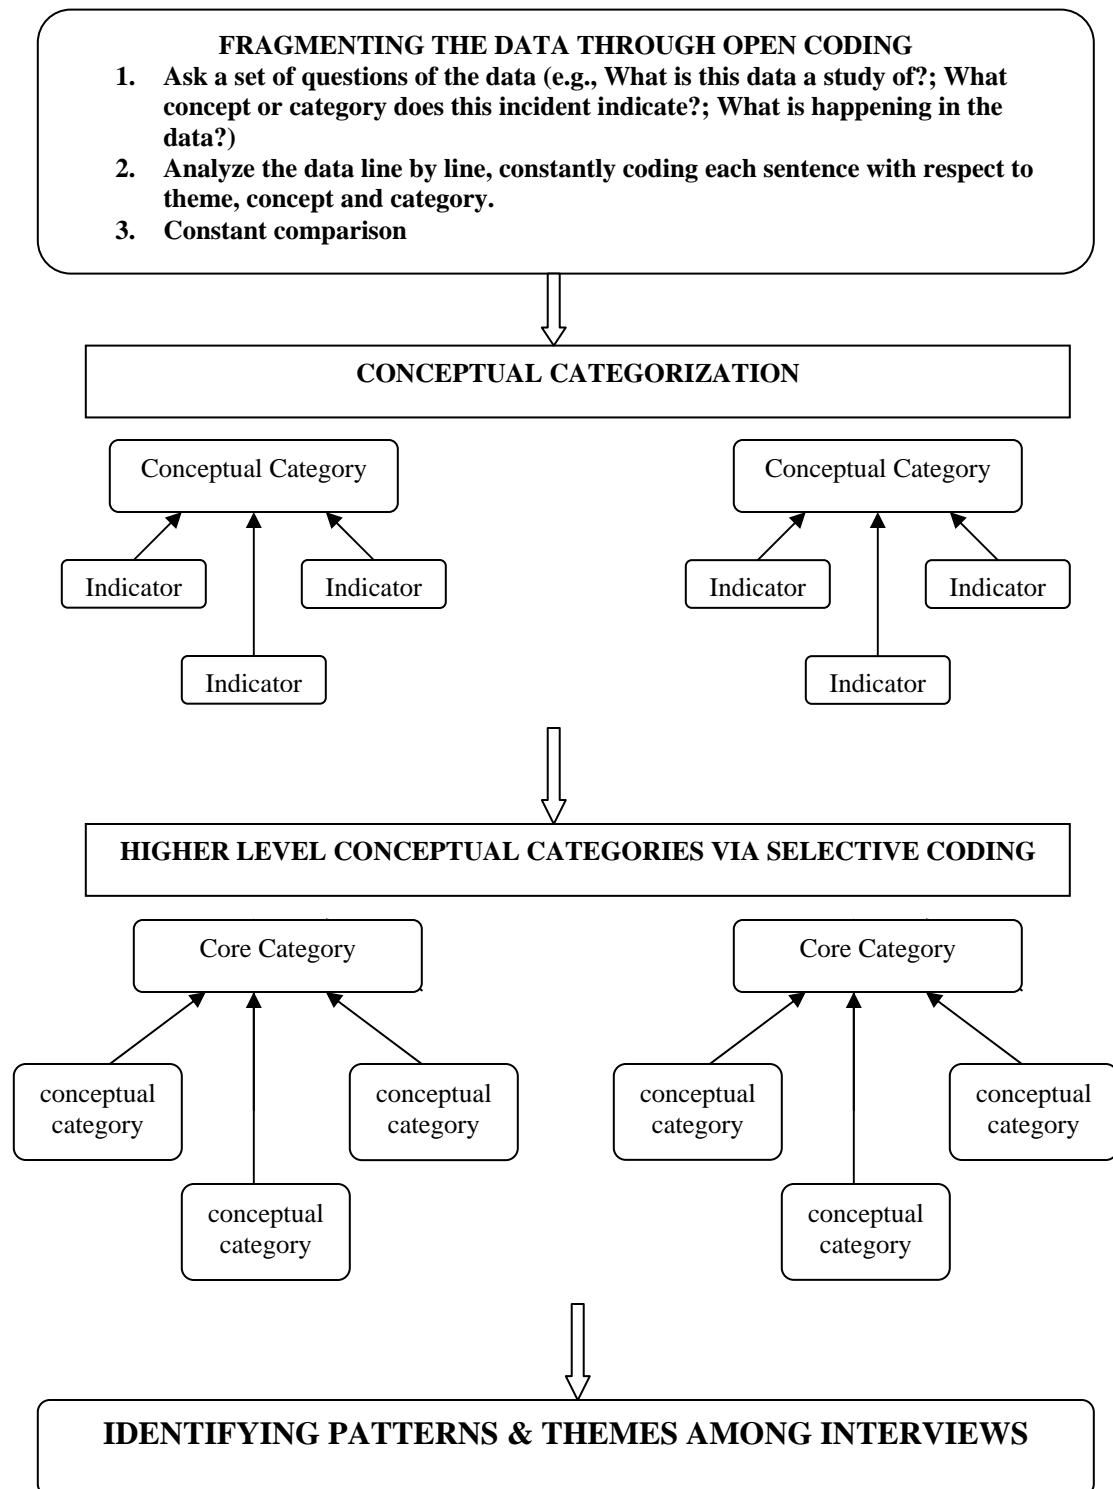 FRAGMENTING THE DATA THROUGH OPEN CODING
1. Ask a set of questions of the data (e.g., What is this data a study of?; What
concept or category does this incident indicate?; What is happening in the
data?)
2. Analyze the data line by line, constantly coding each sentence with respect to
theme, concept and category.
3. Constant comparison
CONCEPTUAL CATEGORIZATION
Conceptual Category
Conceptual Category
Indicator
Indicator
Indicator
Indicator
Indicator
Indicator
HIGHER LEVEL CONCEPTUAL CATEGORIES VIA SELECTIVE CODING
Core Category
Core Category
conceptual
category
conceptual
category
conceptual
category
conceptual
category
conceptual
category
conceptual
category
IDENTIFYING PATTERNS & THEMES AMONG INTERVIEWS